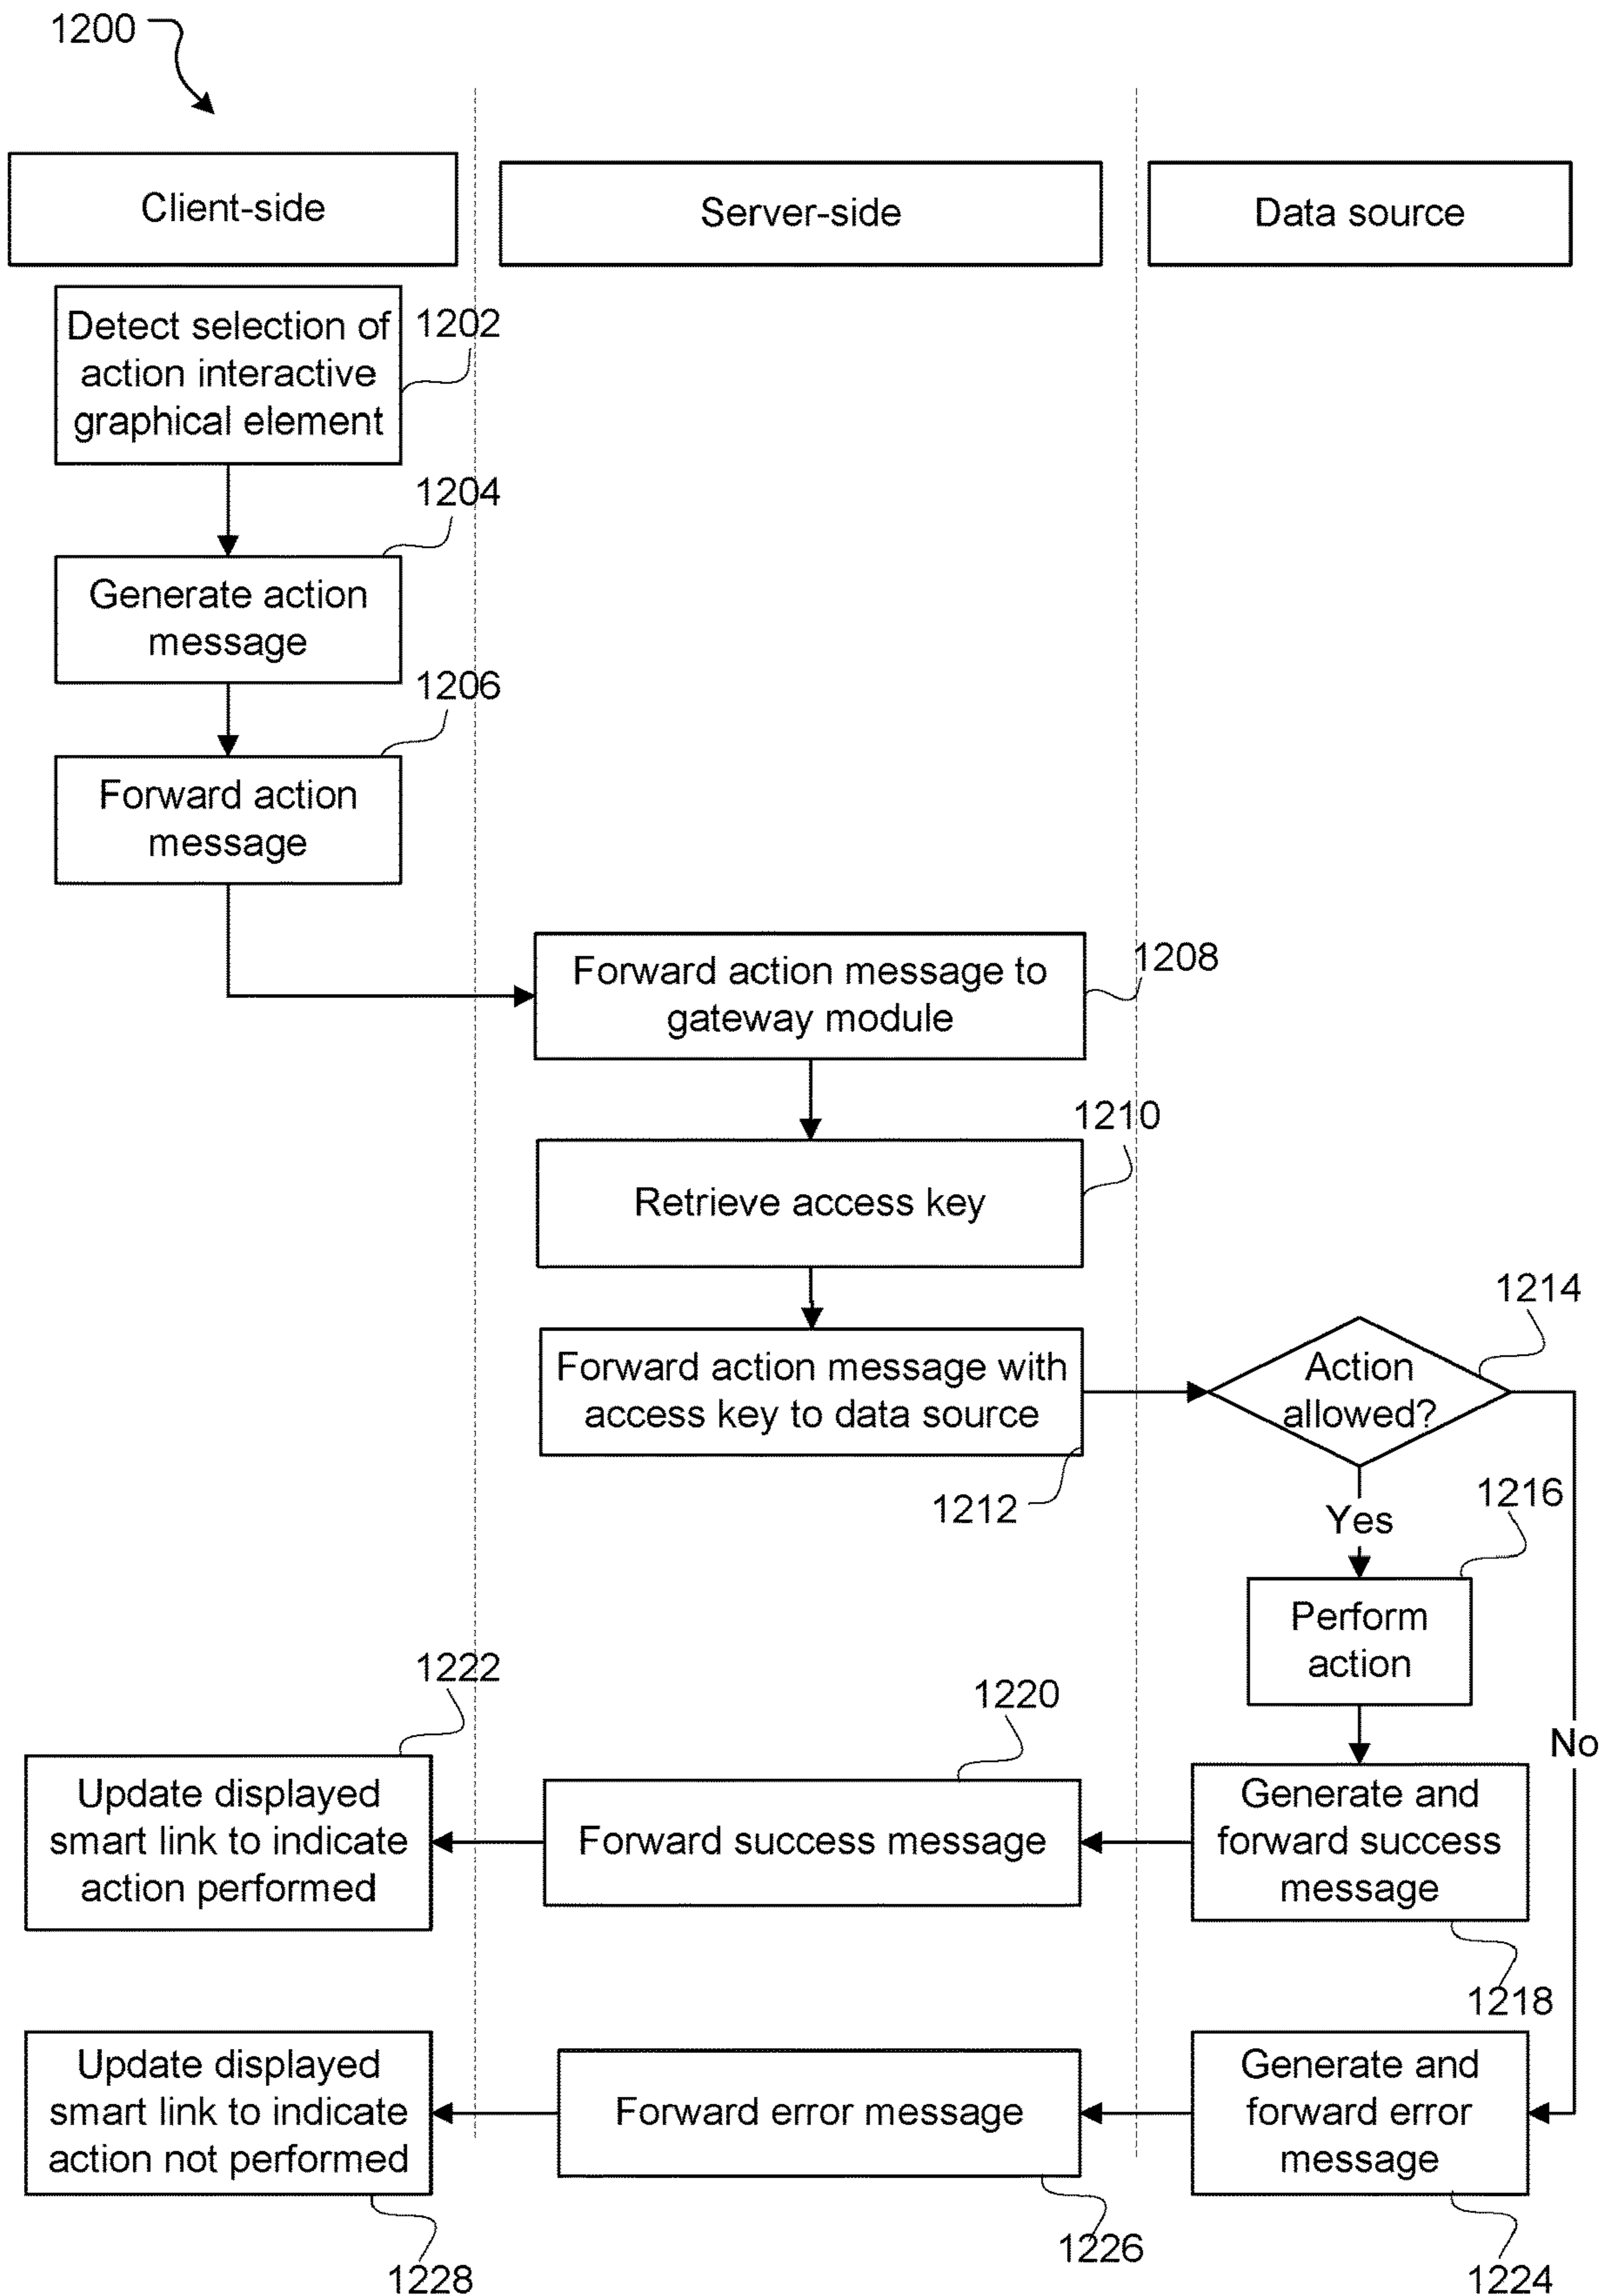 1200
Client-side
Server-side
Data source
Detect selection of
action interactive
graphical element
1202
1204
Generate action
message
1206
Forward action
message
Forward action message to
gateway module
1208
1210
Retrieve access key
Forward action message with
access key to data source
1212
1214
Action
allowed?
Yes
1216
Perform
action
No
1222
Update displayed
smart link to indicate
action performed
1220
Forward success message
Generate and
forward success
message
1218
Update displayed
smart link to indicate
action not performed
1228
Forward error message
1226
Generate and
forward error
message
1224